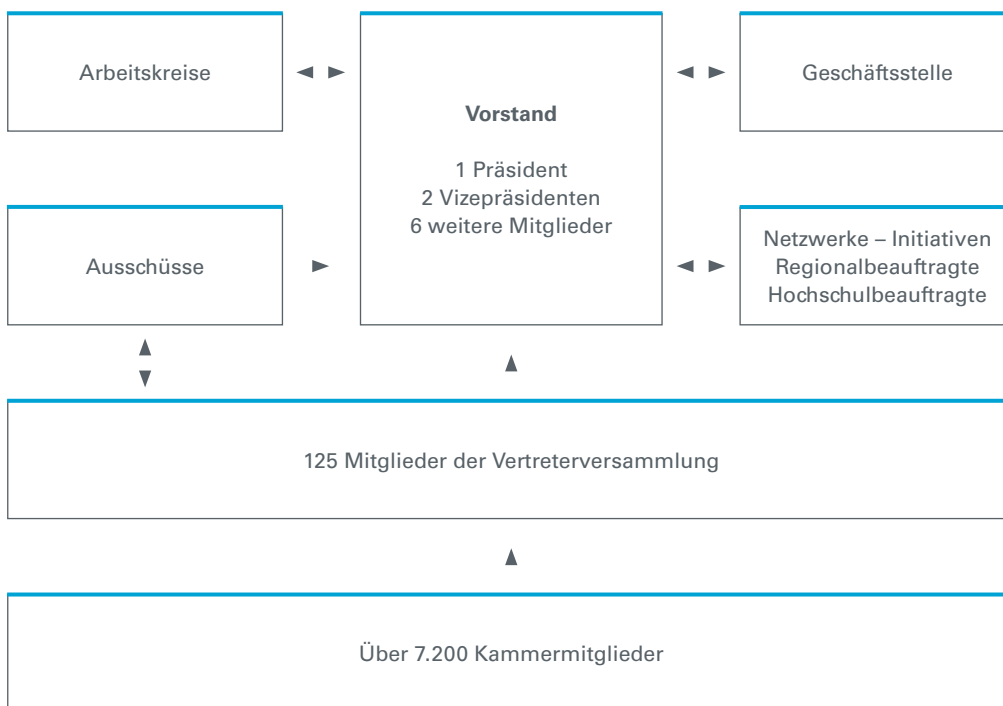 Arbeitskreise
Vorstand
1 Präsident
2 Vizepräsidenten
6 weitere Mitglieder
Geschäftsstelle
Ausschüsse
Netzwerke – Initiativen
Regionalbeauftragte
Hochschulbeauftragte
125 Mitglieder der Vertreterversammlung
Über 7.200 Kammermitglieder